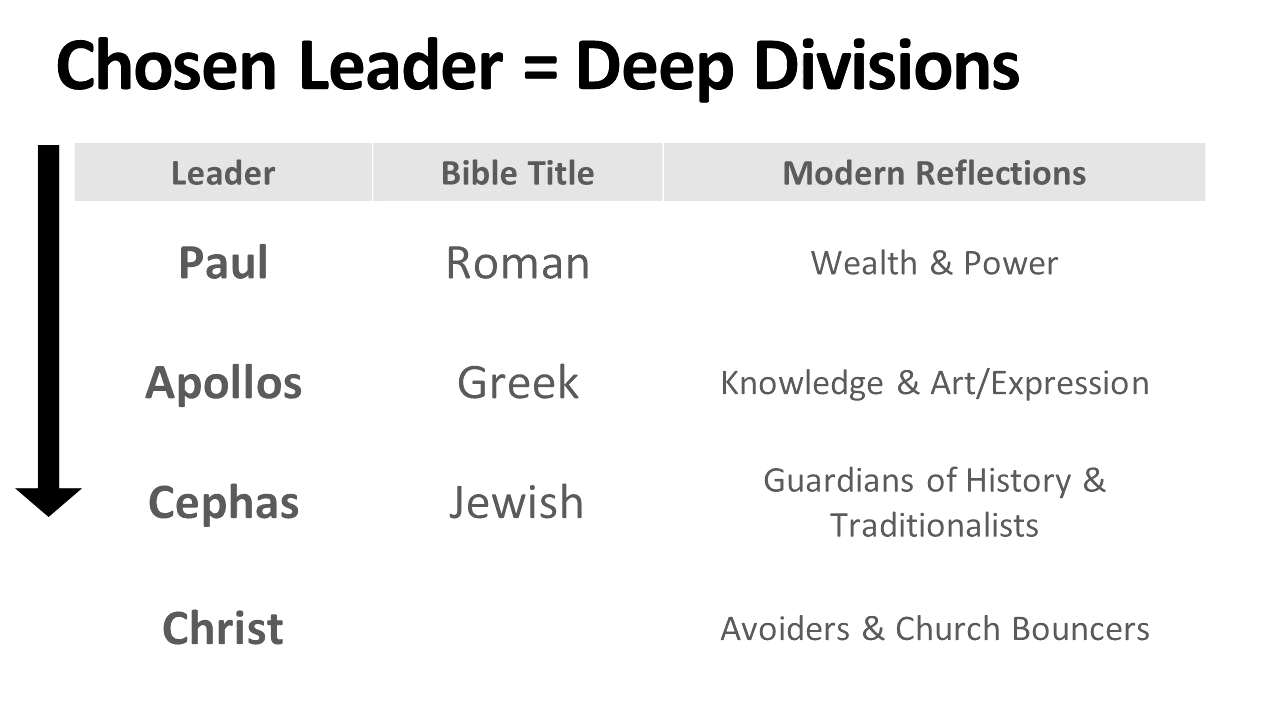 Chosen Leader = Deep Divisions
Leader Bible Title Modern Reflections
Paul Roman Wealth & Power
Apollos Greek Knowledge & Art/Expression
Cephas Jewish Guardians of History &
Traditionalists
Christ Avoiders & Church Bouncers